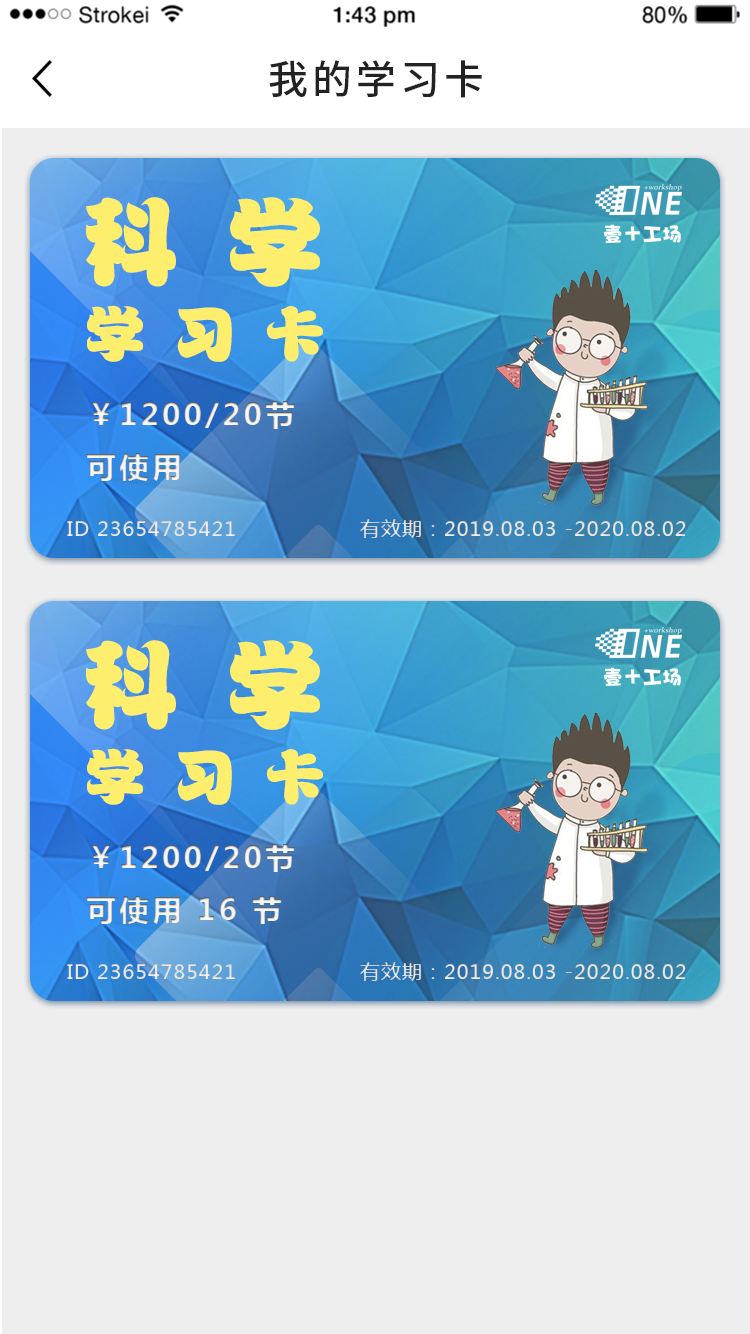 Strokei 1:43 pm 80%
我的学习卡
科学
+workshop
ONE
壹十工场
学习卡
￥1200/20节
可使用
ID 23654785421 有效期：2019.08.03 -2020.08.02
科学
+workshop
ONE
壹十工场
学习卡
￥1200/20节
可使用 16 节
ID 23654785421 有效期：2019.08.03 -2020.08.02